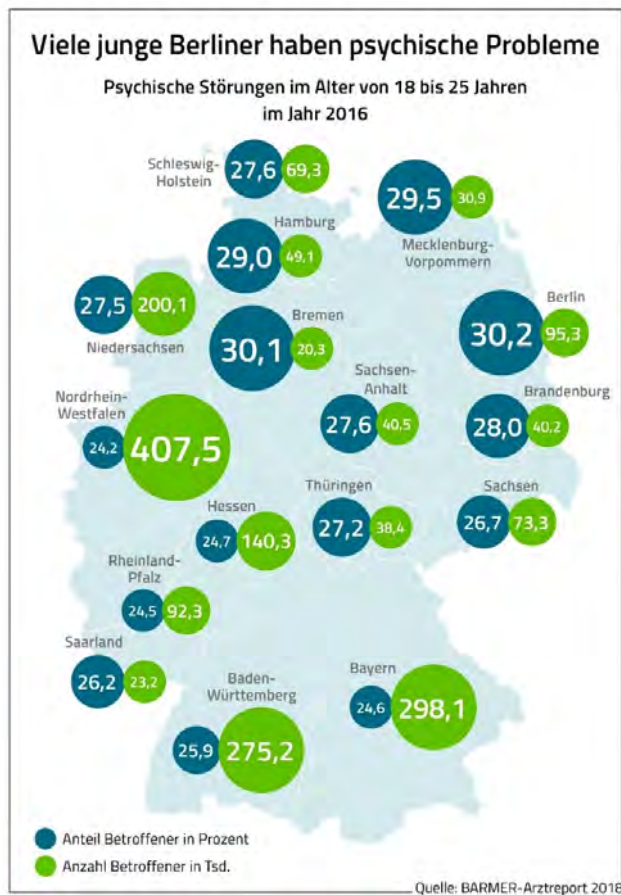 Viele junge Berliner haben psychische Probleme
Psychische Störungen im Alter von 18 bis 25 Jahren
im Jahr 2016
Schleswig-
Holstein
27,6 69,3
29,5 30,9
Mecklenburg-
Vorpommern
Hamburg
29,0 49,1
27,5 200,1
Niedersachsen
Bremen
30,1 20,3
Berlin
30,2 95,3
Nordrhein-
Westfalen
24,2 407,5
Sachsen-
Anhalt
27,6 40,5
Brandenburg
28,0 40,2
Hessen
24,7 140,3
Thüringen
27,2 38,4
Sachsen
26,7 73,3
Rheinland-
Pfalz
24,5 92,3
Saarland
26,2 23,2
Baden-
Württemberg
25,9 275,2
Bayern
24,6 298,1
Anteil Betroffener in Prozent
Anzahl Betroffener in Tsd.
Quelle: BARMER-Arztreport 2018